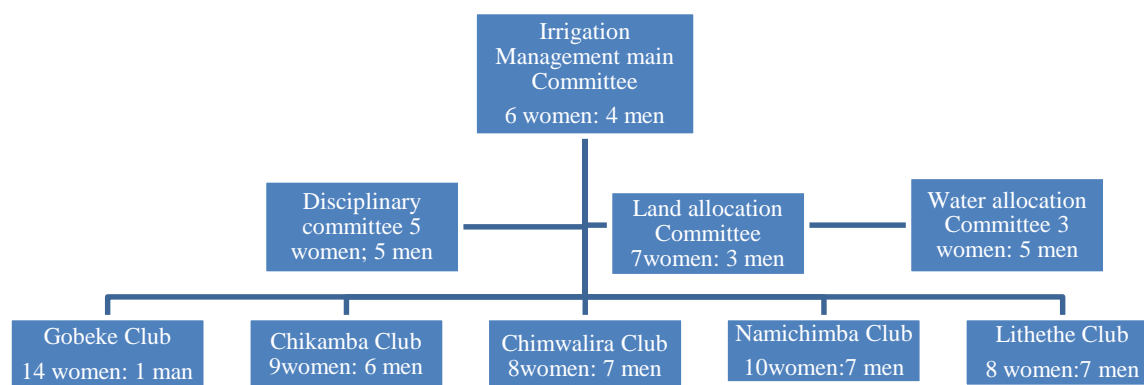 Irrigation
Management main
Committee
6 women: 4 men
Disciplinary
committee 5
women; 5 men
Land allocation
Committee
7women: 3 men
Water allocation
Committee 3
women: 5 men
Gobeke Club
14 women: 1 man
Chikamba Club
9women: 6 men
Chimwalira Club
8women: 7 men
Namichimba Club
10women:7 men
Lithethe Club
8 women:7 men